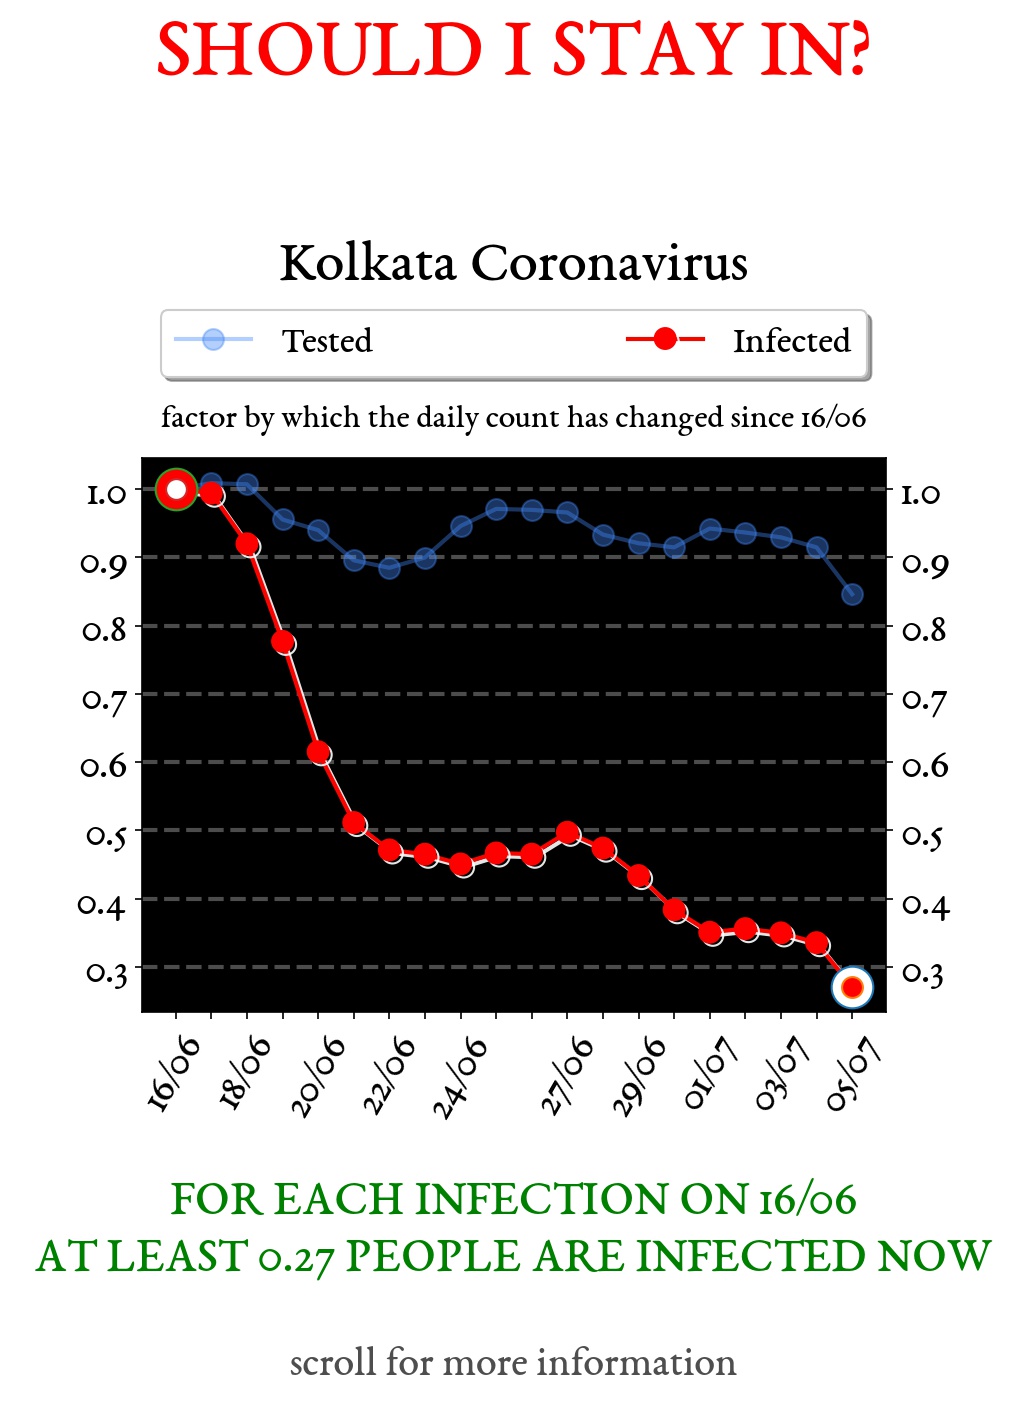 SHOULD I STAY IN?
Kolkata Coronavirus
Tested Infected
factor by which the daily count has changed since 16/06
1.0 1.0
0.9 0.9
0.8 0.8
0.7 0.7
0.6 0.6
0.5 0.5
0.4 0.4
0.3 0.3
16/06 18/06 20/06 22/06 24/06 27/06 29/06 01/07 03/07 05/07
FOR EACH INFECTION ON 16/06
AT LEAST 0.27 PEOPLE ARE INFECTED NOW
scroll for more information